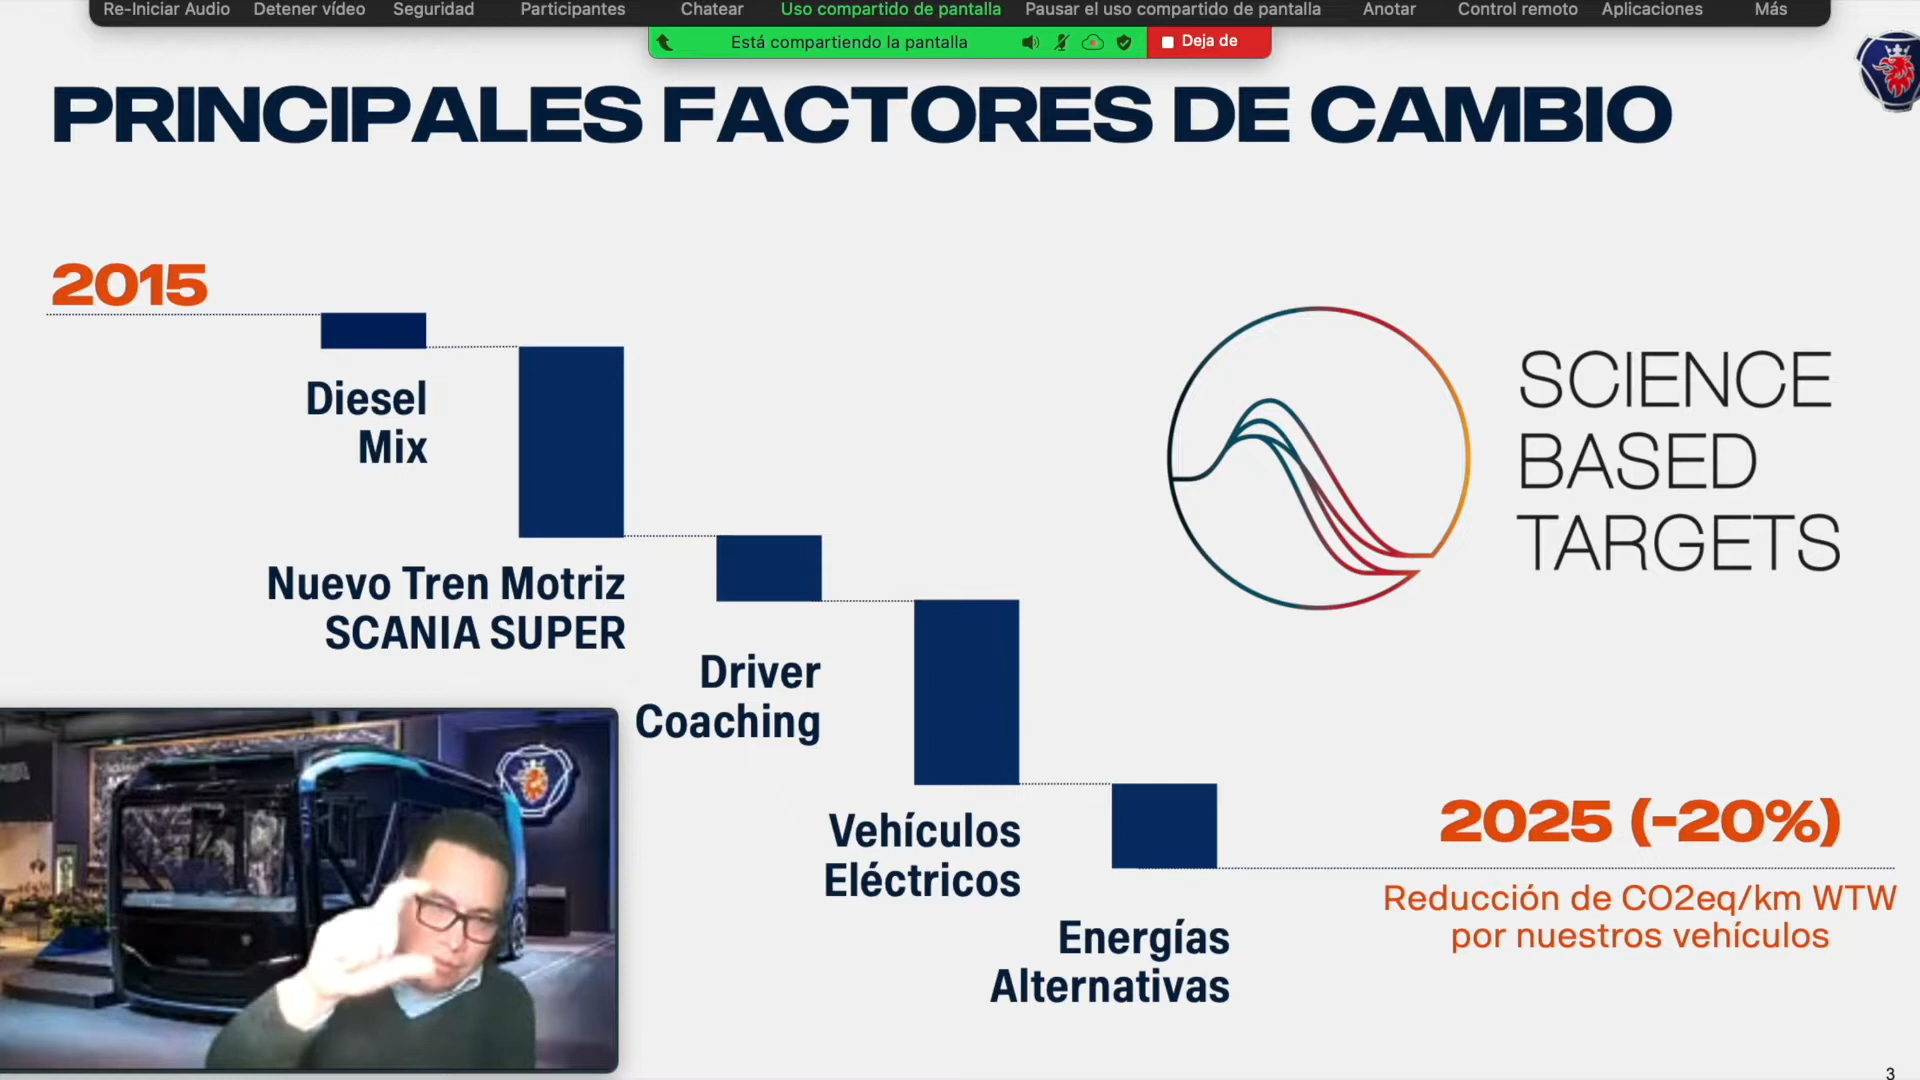 Re-Iniciar Audio Detener vídeo Seguridad Participantes Chatear Uso compartido de pantalla Pausar el uso compartido de pantalla Anotar Control remoto Aplicaciones Más
Está compartiendo la pantalla Deja de
PRINCIPALES FACTORES DE CAMBIO
2015
Diesel
Mix
Nuevo Tren Motriz
SCANIA SUPER
Driver
Coaching
Vehículos
Eléctricos
Energías
Alternativas
SCIENCE
BASED
TARGETS
2025 (-20%)
Reducción de CO2eq/km WTW
por nuestros vehículos
3